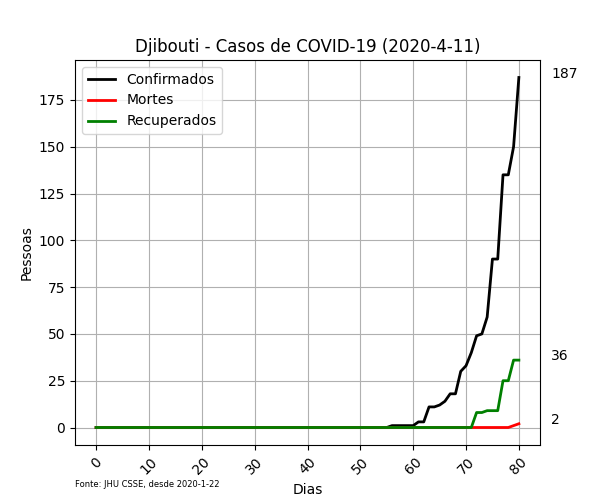 Djibouti - Casos de COVID-19 (2020-4-11)
Confirmados
Mortes
Recuperados
187
36
2
Pessoas
175
150
125
100
75
50
25
0
0 10 20 30 40 50 60 70 80
Fonte: JHU CSSE, desde 2020-1-22
Dias